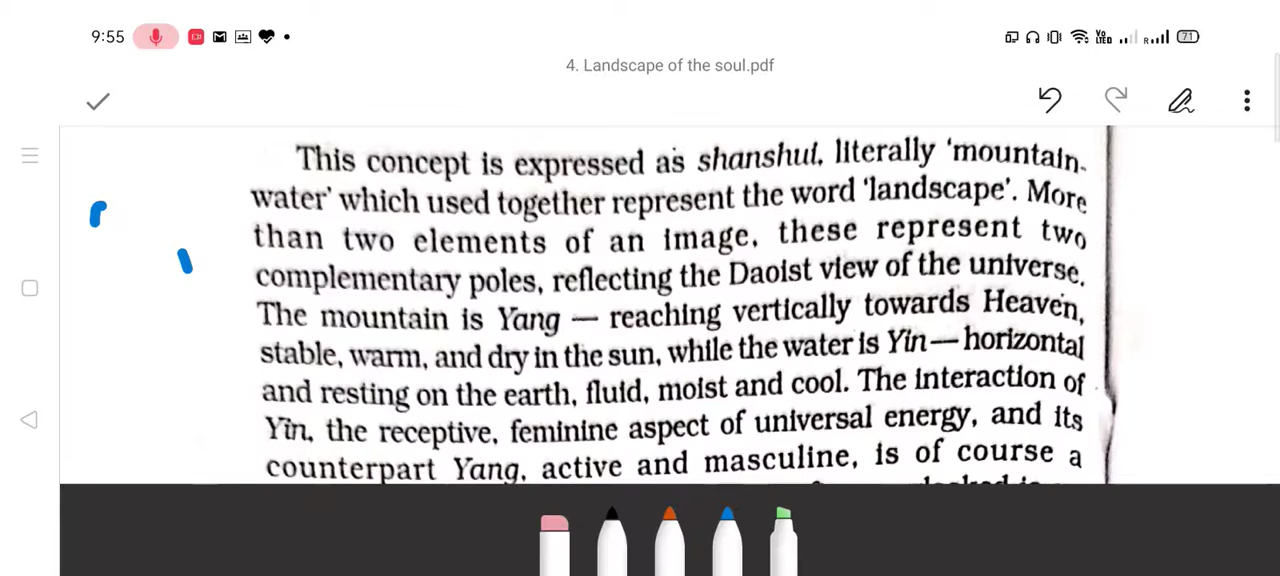 9:55
Vo
LTED
R
71
4. Landscape of the soul.pdf
This concept is expressed as shanshui, literally 'mountain-
water' which used together represent the word 'landscape'. More
than two elements of an image, these represent two
complementary poles, reflecting the Daoist view of the universe.
The mountain is Yang — reaching vertically towards Heaven,
stable, warm, and dry in the sun, while the water is Yin — horizontal
and resting on the earth, fluid, moist and cool. The interaction of
Yin, the receptive, feminine aspect of universal energy, and its
counterpart Yang, active and masculine, is of course a